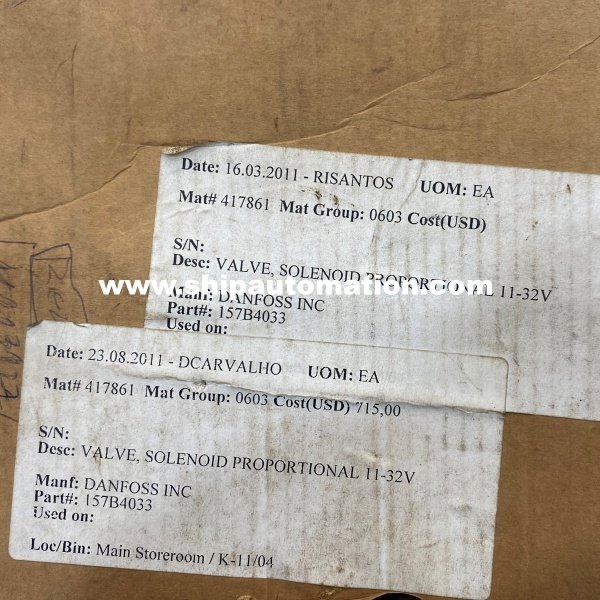 Date: 16.03.2011 - RISANTOS UOM: EA
Mat# 417861 Mat Group: 0603 Cost(USD)
S/N:
Desc: VALVE, SOLENOID PROPORTIONAL 11-32V
www.shipautomation.com
Manf: DANFOSS INC
Part#: 157B4033
Used on:
Date: 23.08.2011 - DCARVALHO UOM: EA
Mat# 417861 Mat Group: 0603 Cost(USD) 715,00
S/N:
Desc: VALVE, SOLENOID PROPORTIONAL 11-32V
Manf: DANFOSS INC
Part#: 157B4033
Used on:
Loc/Bin: Main Storeroom / K-11/04